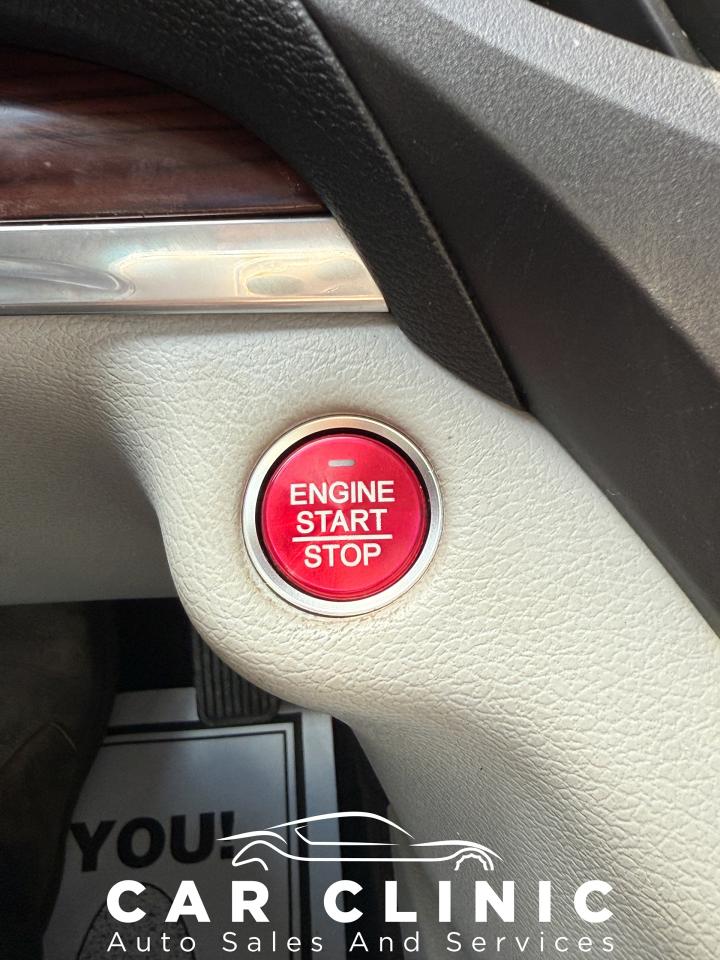 ENGINE
START
STOP
YOU!
CAR CLINIC
Auto Sales And Services